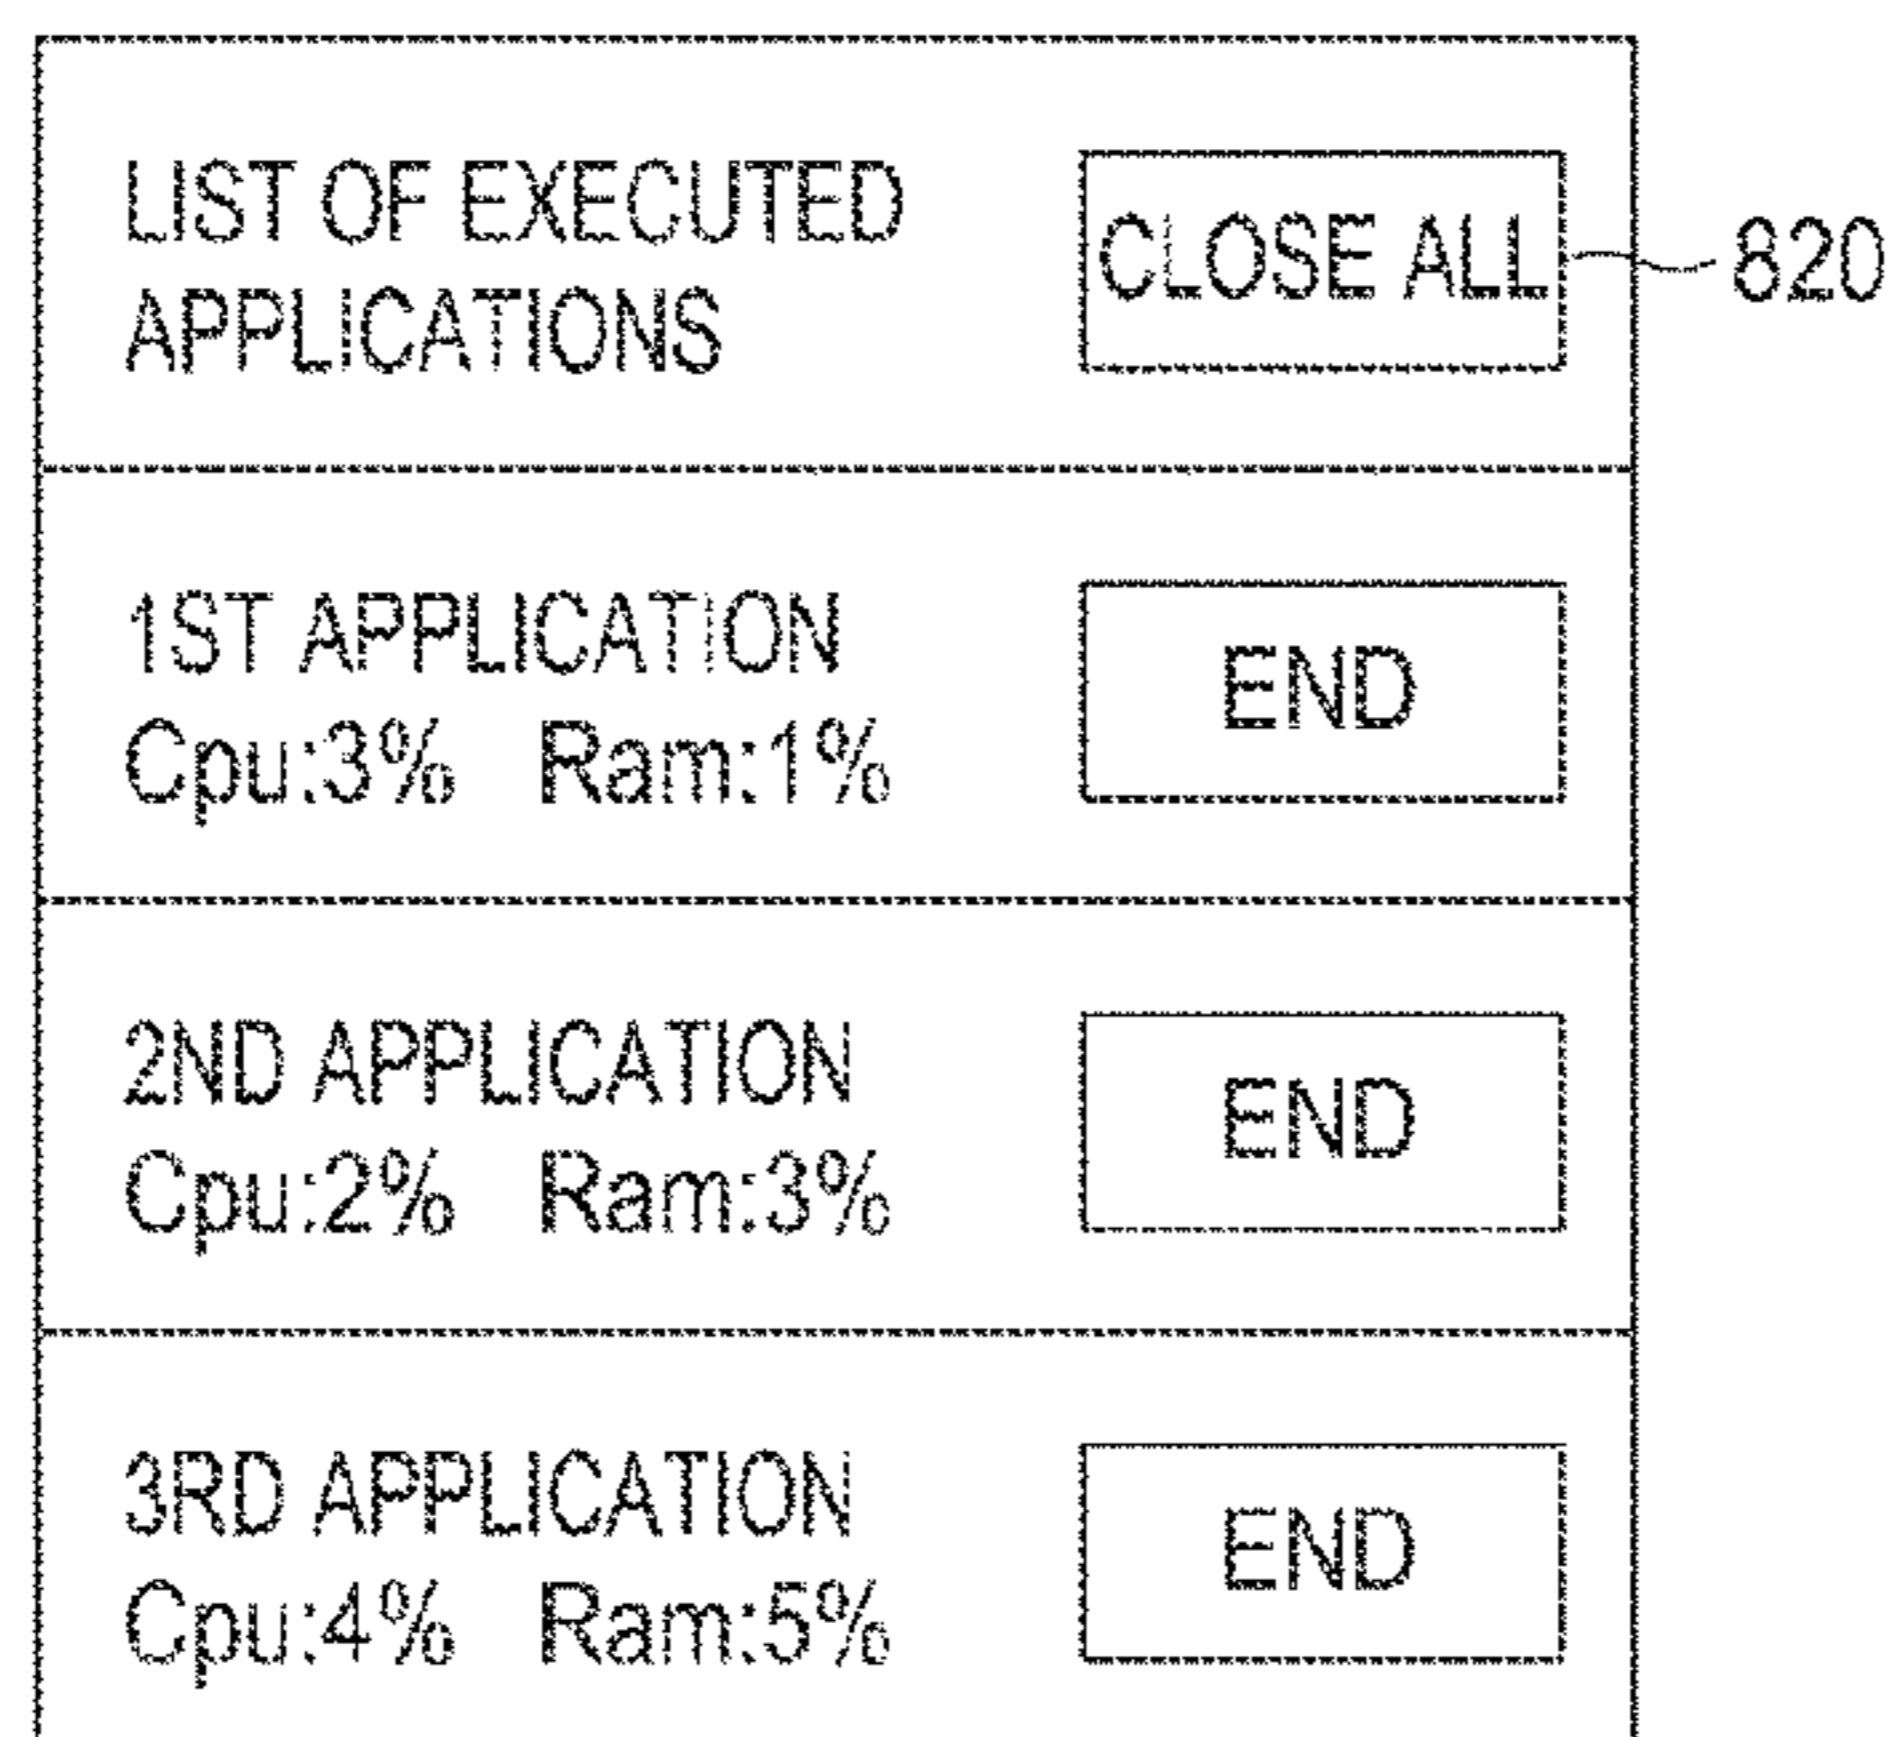 LIST OF EXECUTED
APPLICATIONS
CLOSE ALL
820
1ST APPLICATION
Cpu:3% Ram:1%
END
2ND APPLICATION
Cpu:2% Ram:3%
END
3RD APPLICATION
Cpu:4% Ram:5%
END